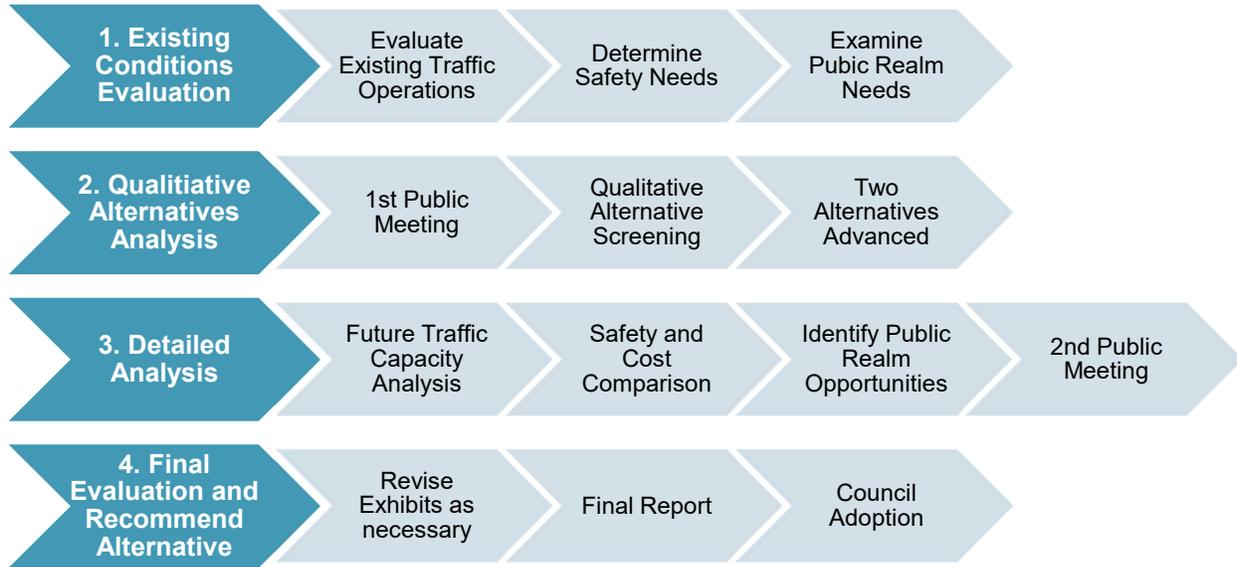 1. Existing
Conditions
Evaluation
Evaluate
Existing Traffic
Operations
Determine
Safety Needs
Examine
Pubic Realm
Needs
2. Qualitiative
Alternatives
Analysis
1st Public
Meeting
Qualitative
Alternative
Screening
Two
Alternatives
Advanced
3. Detailed
Analysis
Future Traffic
Capacity
Analysis
Safety and
Cost
Comparison
Identify Public
Realm
Opportunities
2nd Public
Meeting
4. Final
Evaluation and
Recommend
Alternative
Revise
Exhibits as
necessary
Final Report
Council
Adoption